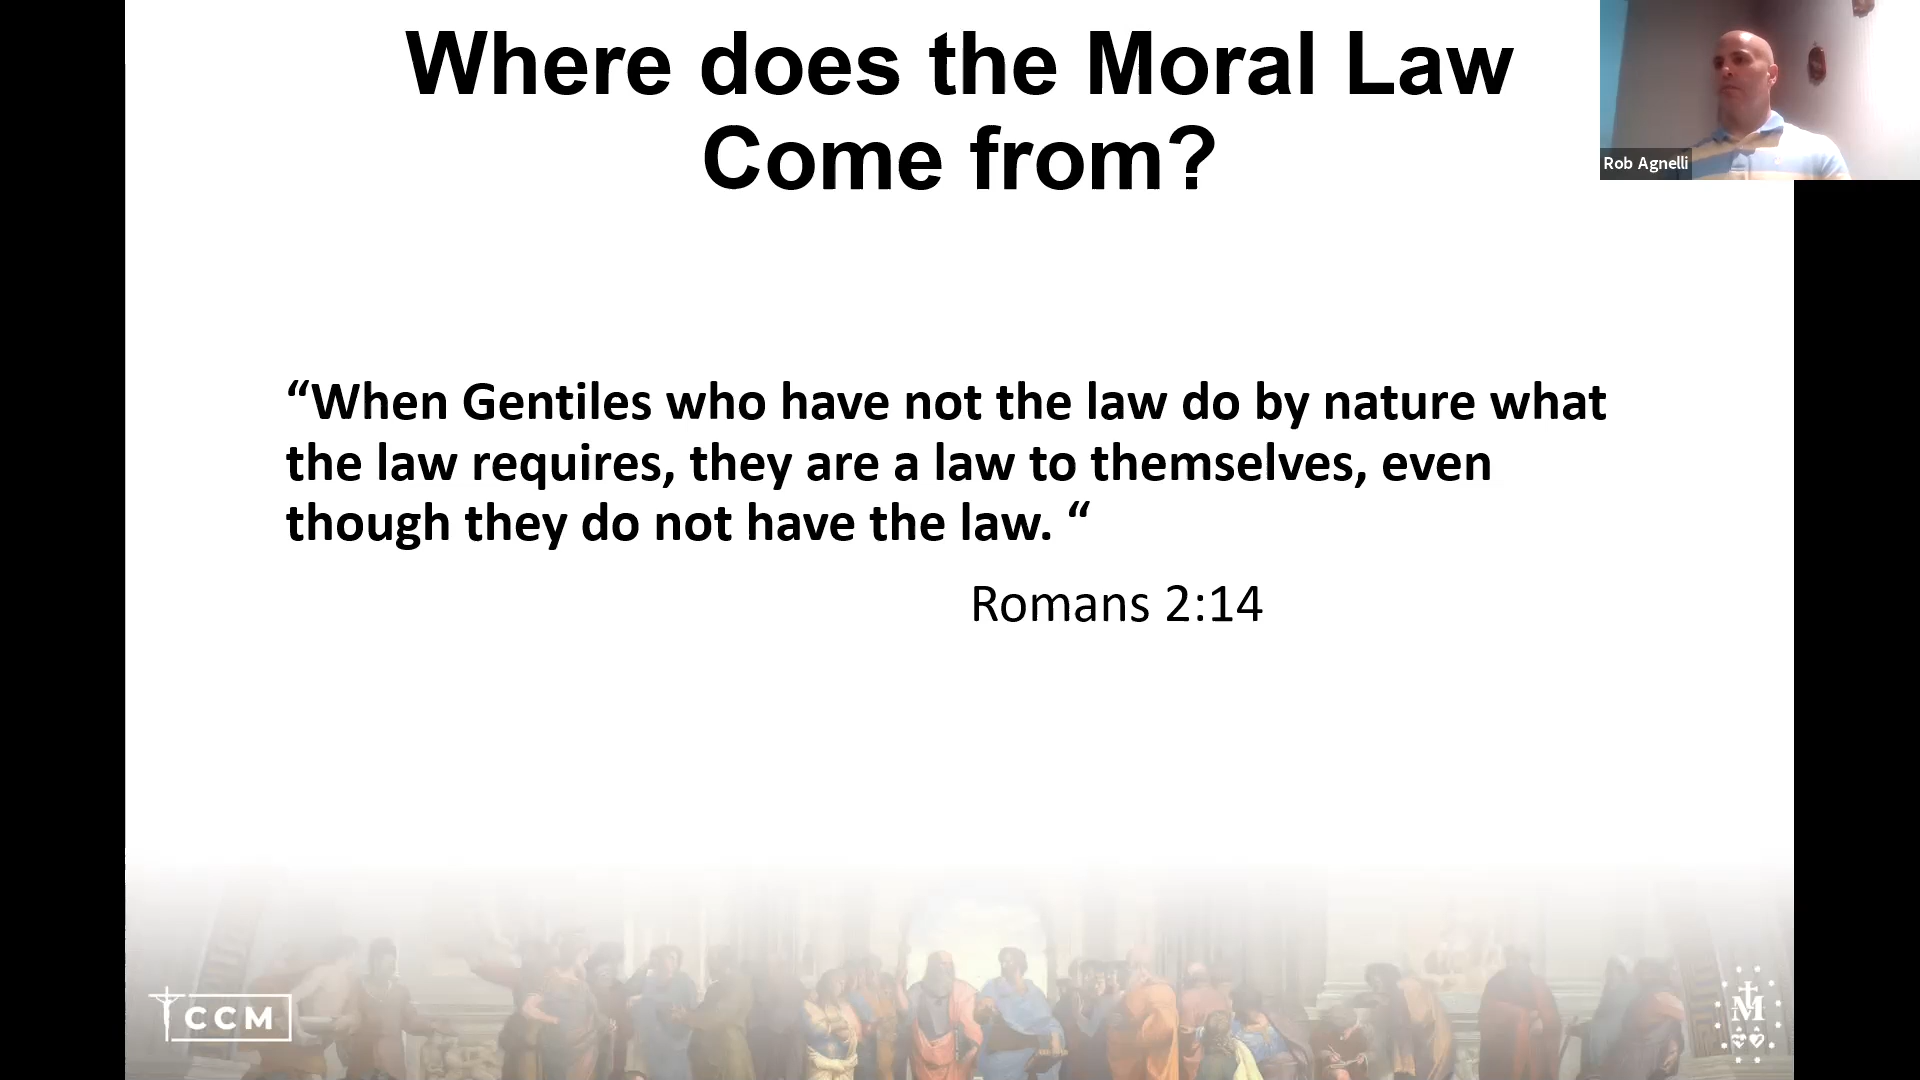 Where does the Moral Law
Come from?
Rob Agnelli
“When Gentiles who have not the law do by nature what
the law requires, they are a law to themselves, even
though they do not have the law. “
Romans 2:14
CCM
M